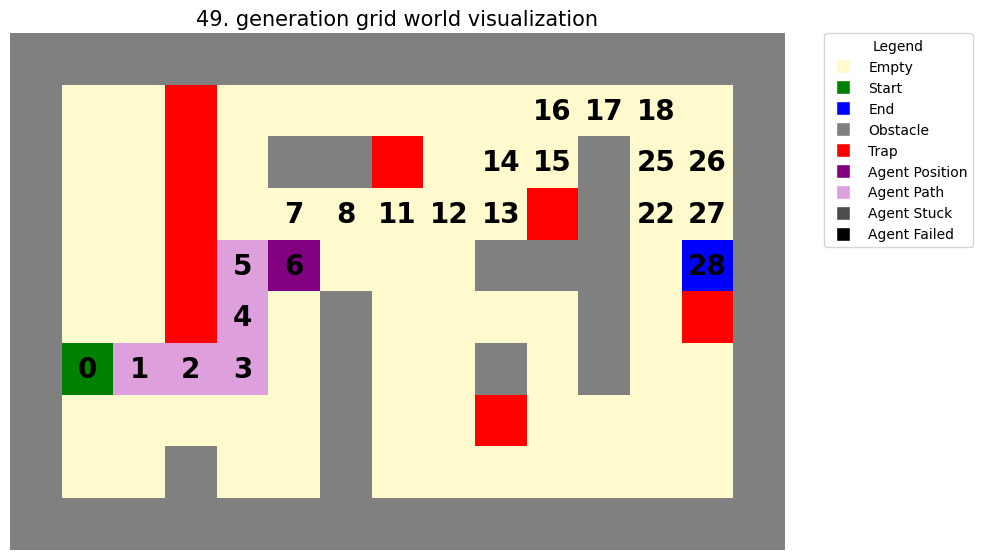 49. generation grid world visualization
16 17 18
14 15 25 26
7 8 11 12 13 22 27
5 6 28
4
0 1 2 3
Legend
Empty
Start
End
Obstacle
Trap
Agent Position
Agent Path
Agent Stuck
Agent Failed